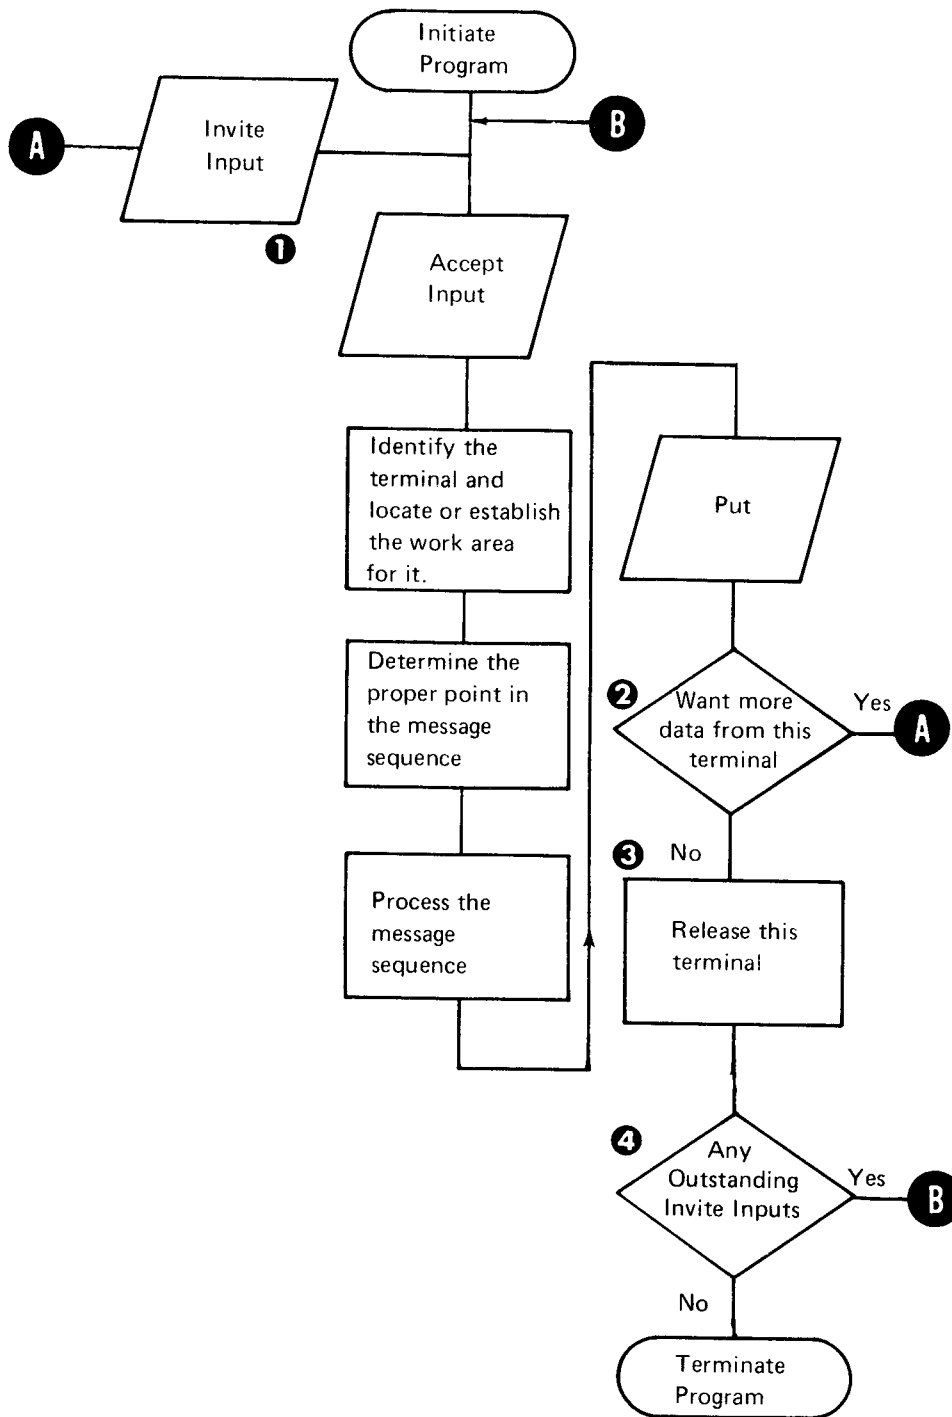 Initiate
Program
B
A
Invite
Input
1
Accept
Input
Identify the
terminal and
locate or establish
the work area
for it.
Determine the
proper point in
the message
sequence
Process the
message
sequence
Put
2
Want more
data from this
terminal
Yes
A
3
No
Release this
terminal
4
Any
Outstanding
Invite Inputs
Yes
B
No
Terminate
Program